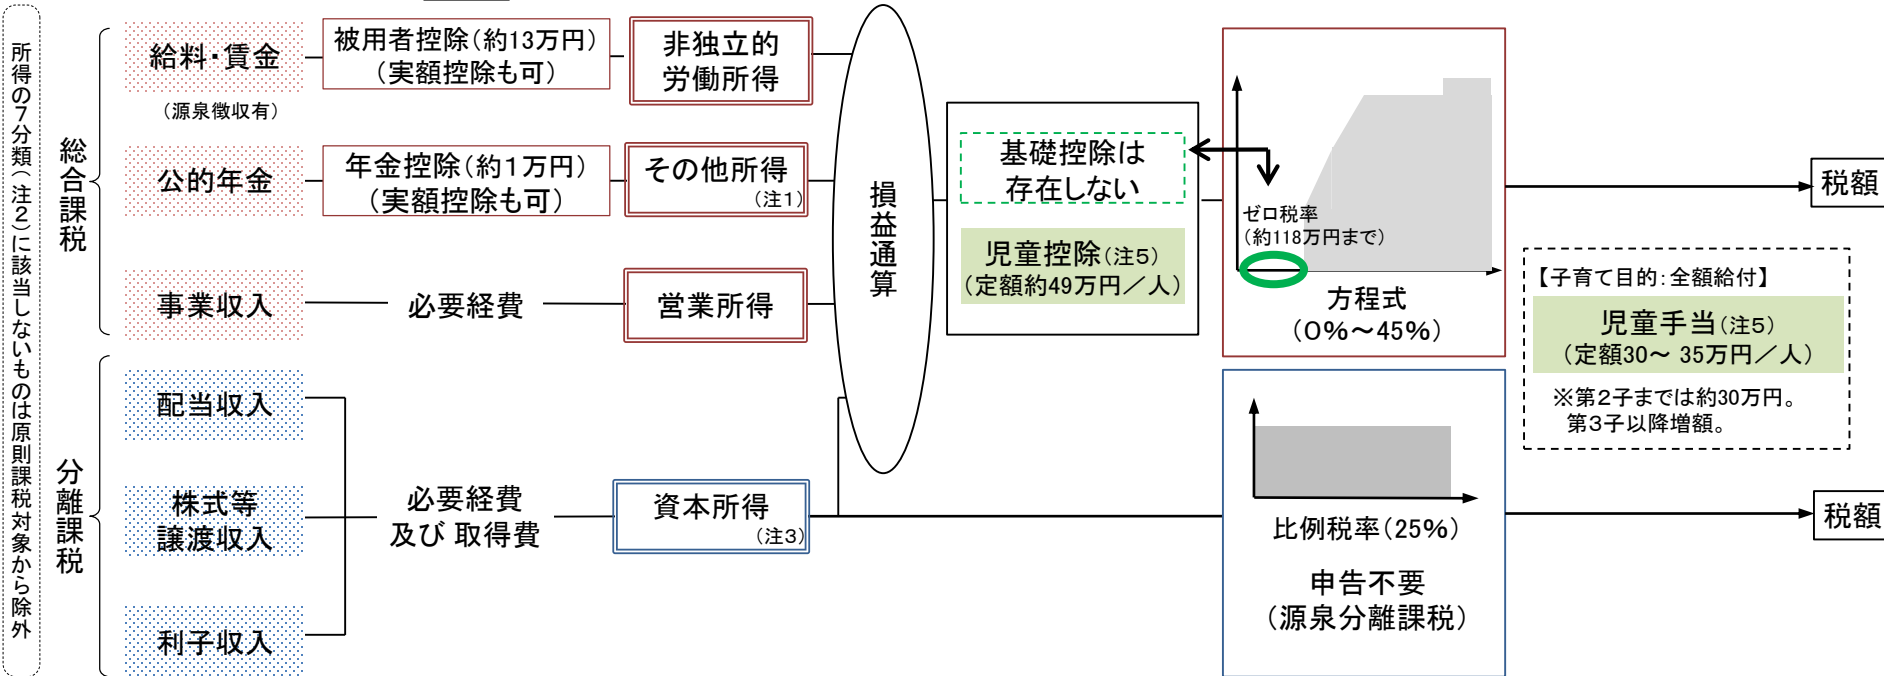 所得の7分類（注2）に該当しないものは原則課税対象から除外
総合課税
給料・賃金
（源泉徴収有）
被用者控除（約13万円）
（実額控除も可）
非独立的
労働所得
公的年金
年金控除（約１万円）
（実額控除も可）
その他所得
（注１）
事業収入
必要経費
営業所得
損益通算
基礎控除は
存在しない
児童控除（注５）
（定額約49万円／人）
ゼロ税率
（約118万円まで）
方程式
（０％～45％）
税額
【子育て目的：全額給付】
児童手当（注５）
（定額30～ 35万円／人）
※第２子までは約30万円。
第３子以降増額。
分離課税
配当収入
株式等
譲渡収入
利子収入
必要経費
及び 取得費
資本所得
（注３）
比例税率（25％）
申告不要
（源泉分離課税）
税額